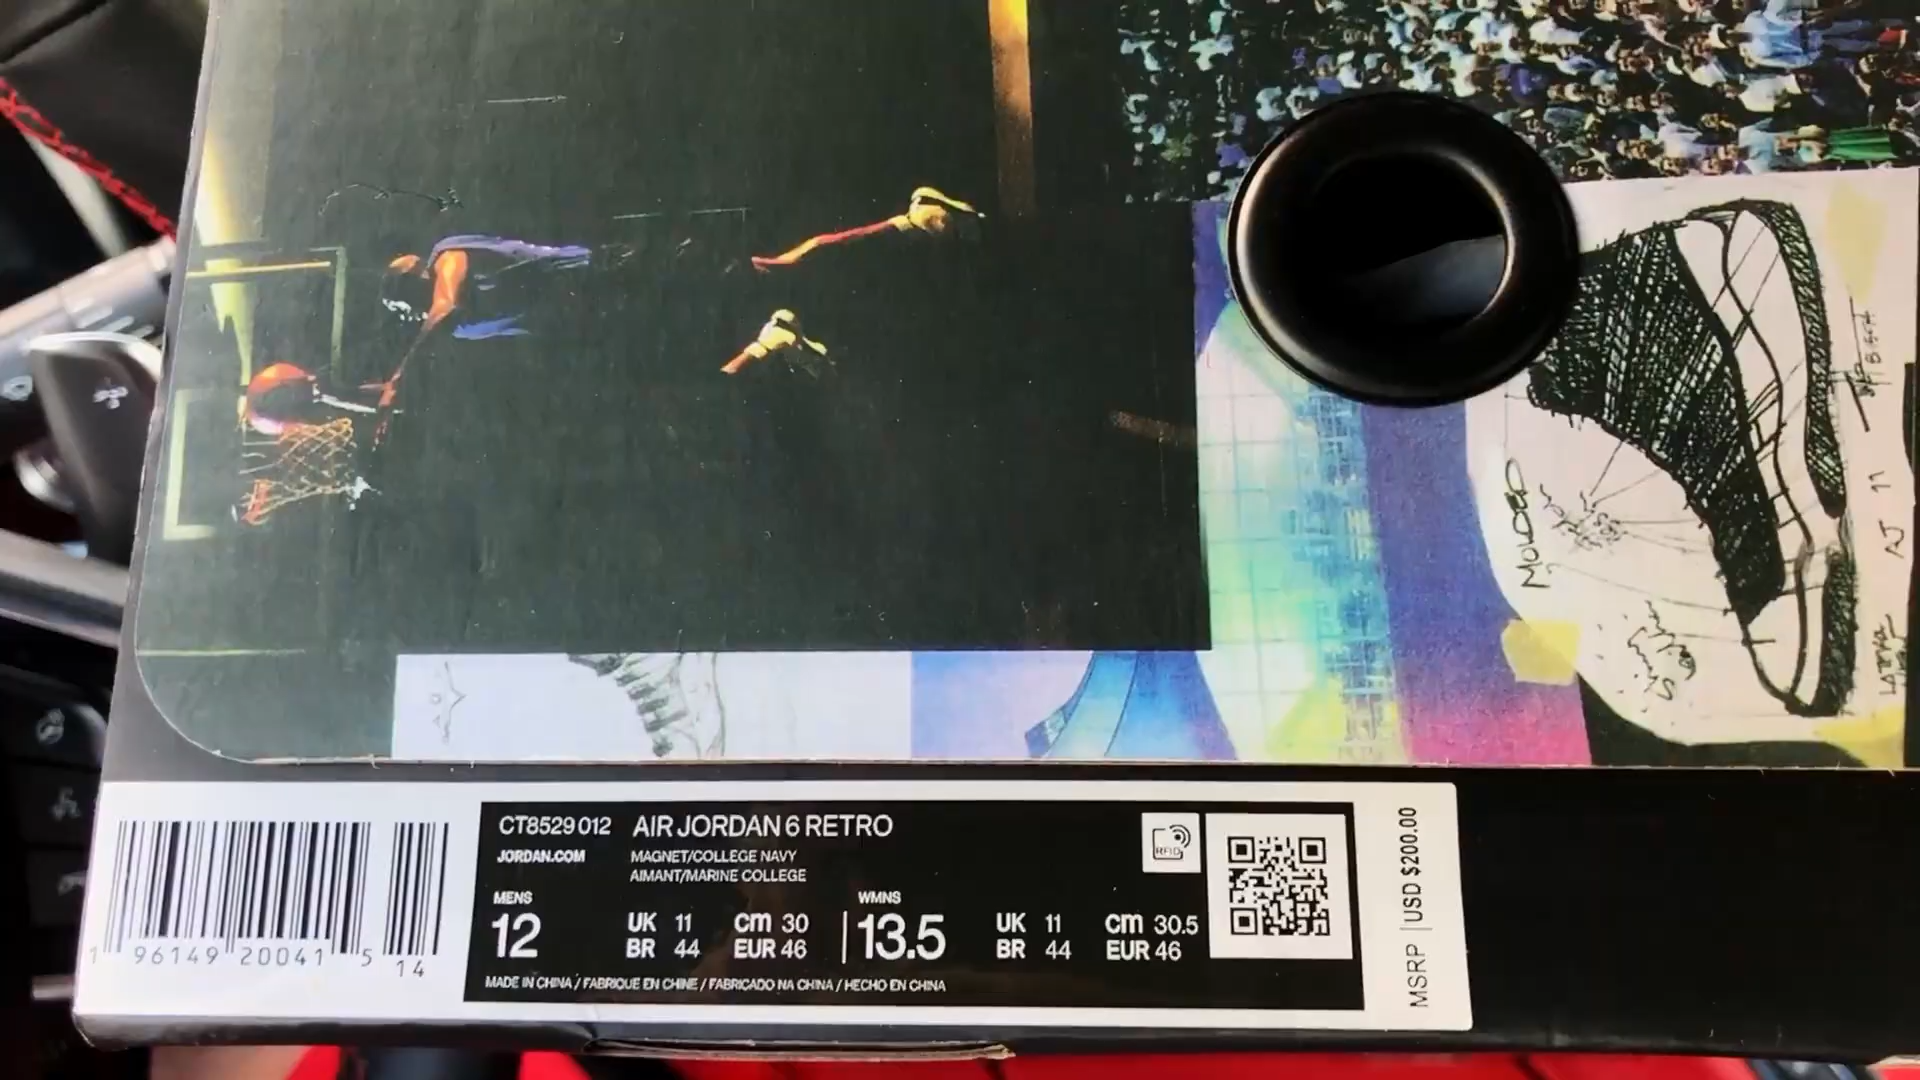 MOLDED
AJ 11
CT8529 012 AIR JORDAN 6 RETRO
JORDAN.COM MAGNET/COLLEGE NAVY
AIMANT/MARINE COLLEGE
RFID
MENS WMNS
12 UK 11 cm 30 13.5 UK 11 cm 30.5
BR 44 EUR 46 BR 44 EUR 46
MADE IN CHINA / FABRIQUE EN CHINE / FABRICADO NA CHINA / HECHO EN CHINA
1 96149 20041 5 14
MSRP | USD $200.00